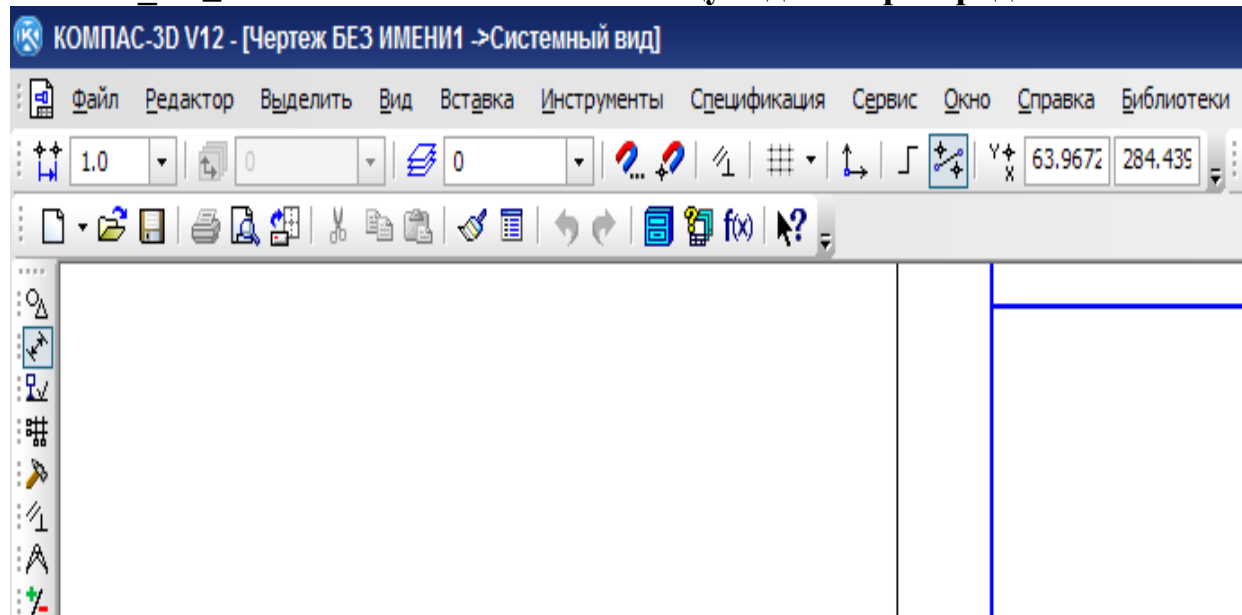 КОМПАС-3D V12 - [Чертеж БЕЗ ИМЕНИ1 ->Системный вид]
Файл Редактор Выделить Вид Вставка Инструменты Спецификация Сервис Окно Справка Библиотеки
1.0 0 0 Y X 63.9672 284.439
f(x) ?